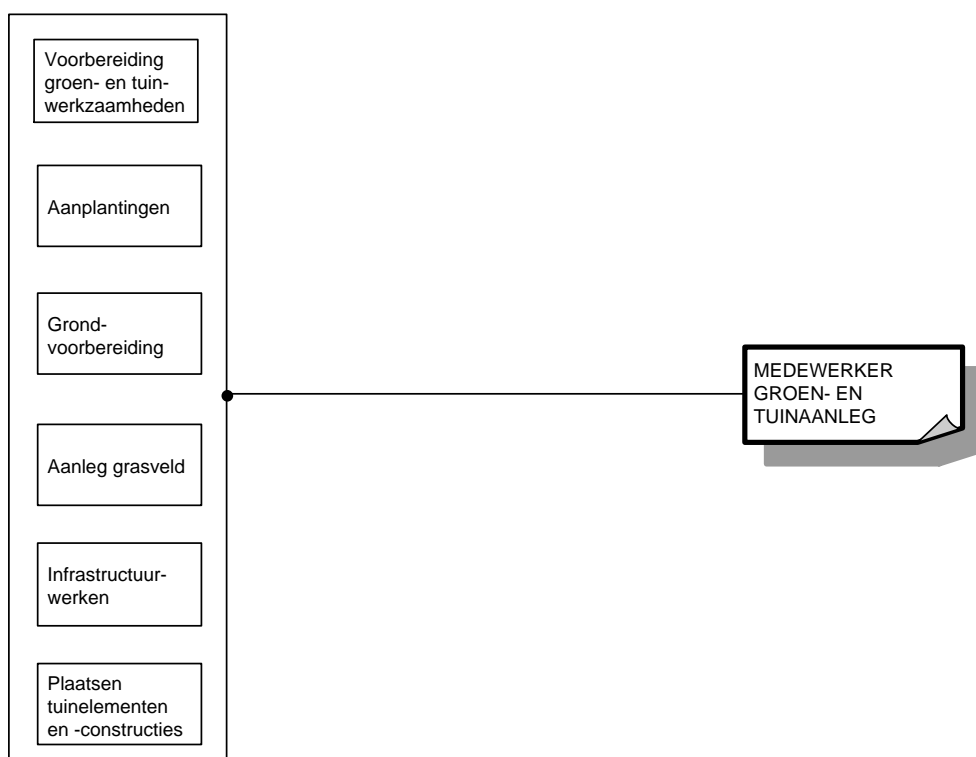 Voorbereiding
groen- en tuin-
werkzaamheden
Aanplantingen
Grond-
voorbereiding
Aanleg grasveld
Infrastructuur-
werken
Plaatsen
tuinelementen
en -constructies
MEDEWERKER
GROEN- EN
TUINAANLEG